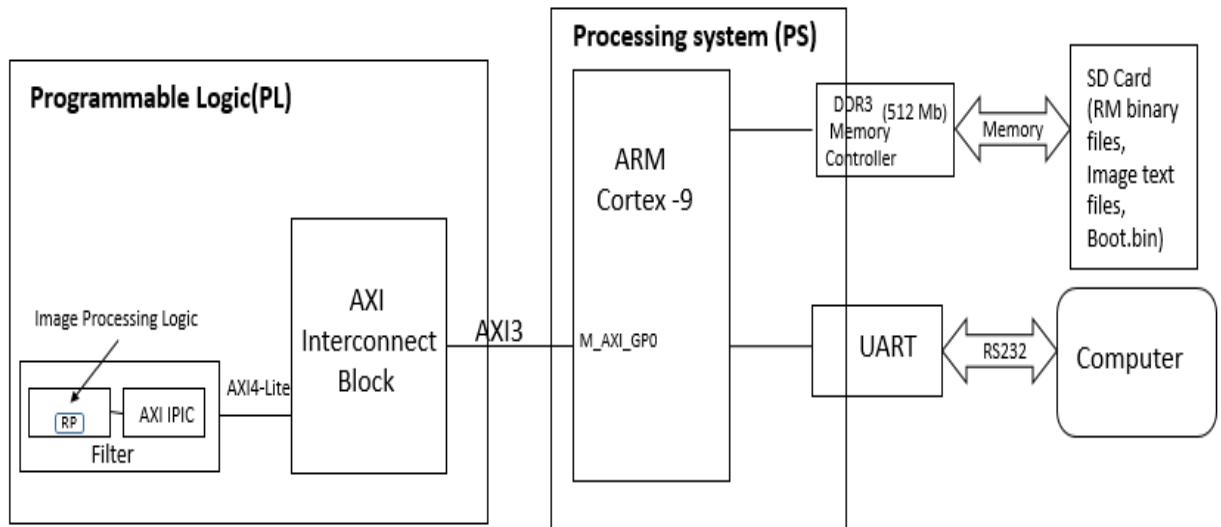 Processing system (PS)
Programmable Logic(PL)
DDR3 (512 Mb)
Memory
Controller
Memory
SD Card
(RM binary
files,
Image text
files,
Boot.bin)
ARM
Cortex -9
AXI
Interconnect
Block
Image Processing Logic
AXI3
M_AXI_GP0
UART
RS232
Computer
AXI4-Lite
RP
AXI IPIC
Filter